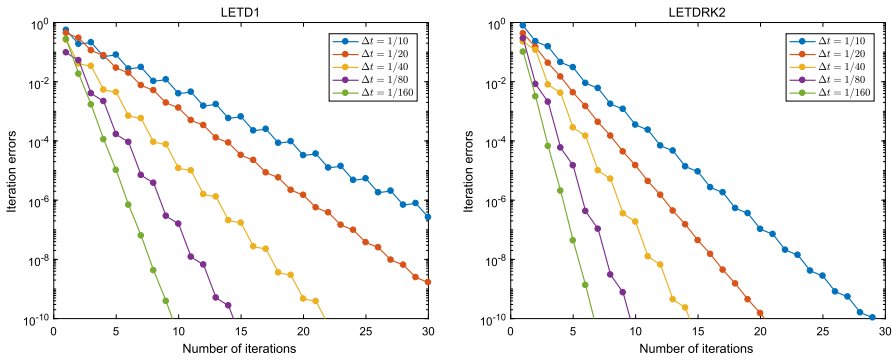 LETD1
Iteration errors
10^0
10^-2
10^-4
10^-6
10^-8
10^-10
Δt = 1/10
Δt = 1/20
Δt = 1/40
Δt = 1/80
Δt = 1/160
0 5 10 15 20 25 30
Number of iterations
LETDRK2
Iteration errors
10^0
10^-2
10^-4
10^-6
10^-8
10^-10
Δt = 1/10
Δt = 1/20
Δt = 1/40
Δt = 1/80
Δt = 1/160
0 5 10 15 20 25 30
Number of iterations